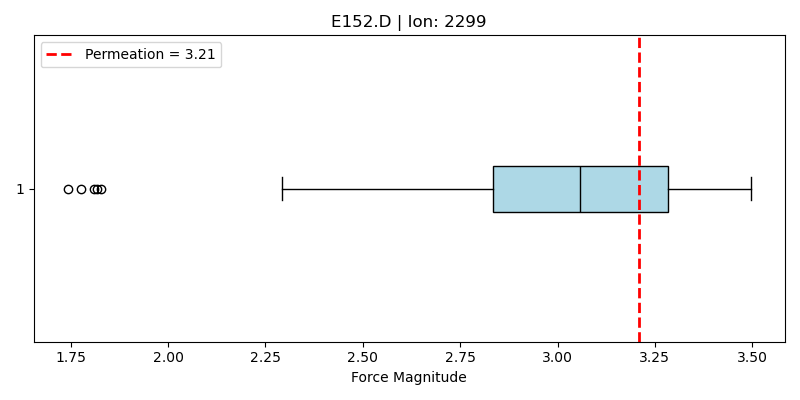 E152.D | Ion: 2299
Permeation = 3.21
1
1.75 2.00 2.25 2.50 2.75 3.00 3.25 3.50
Force Magnitude